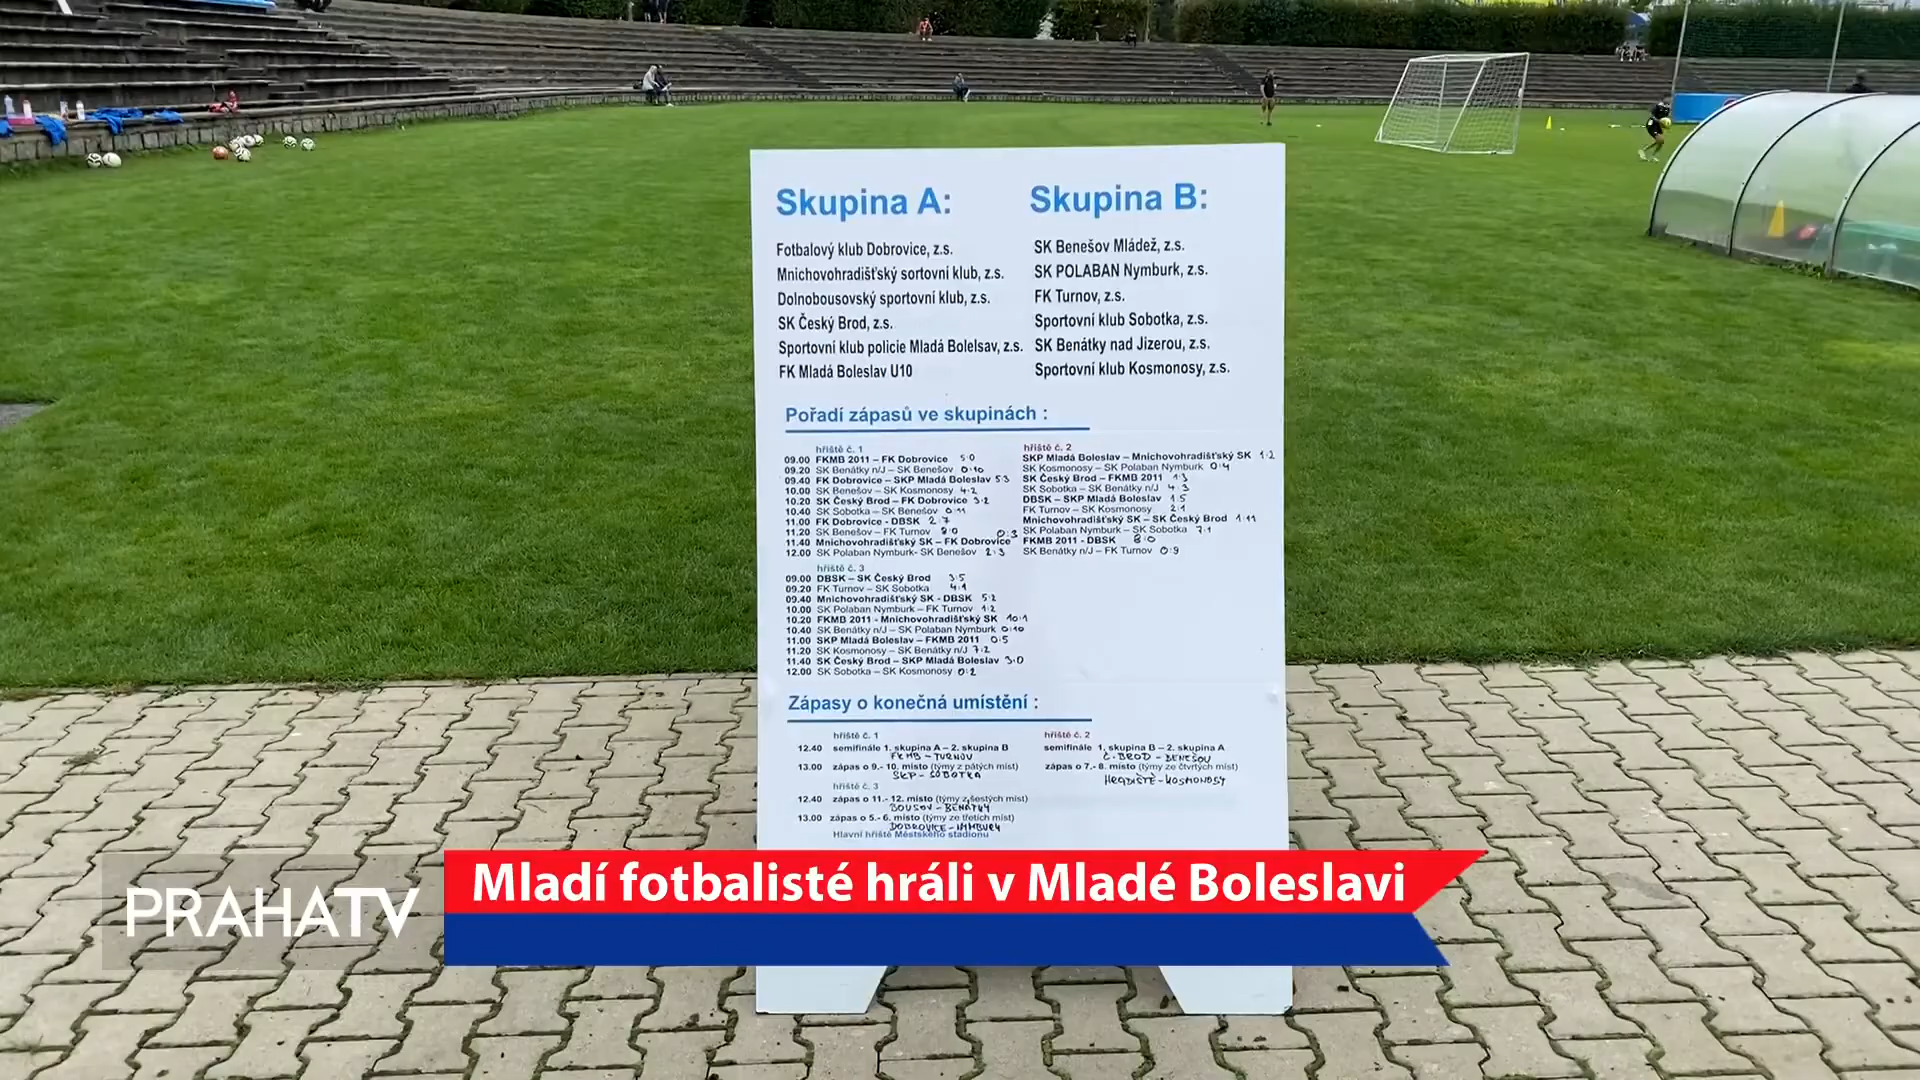 Skupina A:
Fotbalový klub Dobrovice, z.s.
Mnichovohradišťský sortovní klub, z.s.
Dolnobousovský sportovní klub, z.s.
SK Český Brod, z.s.
Sportovní klub policie Mladá Bolelsav, z.s.
FK Mladá Boleslav U10
Skupina B:
SK Benešov Mládež, z.s.
SK POLABAN Nymburk, z.s.
FK Turnov, z.s.
Sportovní klub Sobotka, z.s.
SK Benátky nad Jizerou, z.s.
Sportovní klub Kosmonosy, z.s.
Pořadí zápasů ve skupinách :
hřiště č. 1
09.00 FKMB 2011 – FK Dobrovice 5:0
09.20 SK Benátky n/J – SK Benešov 0:10
09.40 FK Dobrovice – SKP Mladá Boleslav 5:3
10.00 SK Benešov – SK Kosmonosy 4:2
10.20 SK Český Brod – FK Dobrovice 3:2
10.40 SK Sobotka – SK Benešov 0:11
11.00 FK Dobrovice - DBSK 2:7
11.20 SK Benešov – FK Turnov 8:0
11.40 Mnichovohradišťský SK – FK Dobrovice 0:3
12.00 SK Polaban Nymburk- SK Benešov 2:3
hřiště č. 2
SKP Mladá Boleslav – Mnichovohradišťský SK 1:2
SK Kosmonosy – SK Polaban Nymburk 0:4
SK Český Brod – FKMB 2011 1:3
SK Sobotka – SK Benátky n/J 4:3
DBSK – SKP Mladá Boleslav 1:5
FK Turnov – SK Kosmonosy 2:1
Mnichovohradišťský SK – SK Český Brod 1:11
SK Polaban Nymburk – SK Sobotka 7:1
FKMB 2011 - DBSK 8:0
SK Benátky n/J – FK Turnov 0:9
hřiště č. 3
09.00 DBSK – SK Český Brod 3:5
09.20 FK Turnov – SK Sobotka 4:1
09.40 Mnichovohradišťský SK - DBSK 5:2
10.00 SK Polaban Nymburk – FK Turnov 1:2
10.20 FKMB 2011 - Mnichovohradišťský SK 10:1
10.40 SK Benátky n/J – SK Polaban Nymburk 0:10
11.00 SKP Mladá Boleslav – FKMB 2011 0:5
11.20 SK Kosmonosy – SK Benátky n/J 7:2
11.40 SK Český Brod – SKP Mladá Boleslav 3:0
12.00 SK Sobotka – SK Kosmonosy 0:2
Zápasy o konečná umístění :
hřiště č. 1
12.40 semifinále 1. skupina A – 2. skupina B
FKMB - TURNOV
13.00 zápas o 9.- 10. místo (týmy z pátých míst)
SKP - SOBOTKA
hřiště č. 2
semifinále 1. skupina B – 2. skupina A
Č. BROD - BENEŠOV
zápas o 7.- 8. místo (týmy ze čtvrtých míst)
HRADIŠTĚ - KOSMONOSY
hřiště č. 3
12.40 zápas o 11.- 12. místo (týmy z šestých míst)
BOUSOV - BENÁTKY
13.00 zápas o 5.- 6. místo (týmy ze třetích míst)
DOBROVICE - NYMBURK
Hlavní hřiště Městského stadionu
PRAHATV
Mladí fotbalisté hráli v Mladé Boleslavi